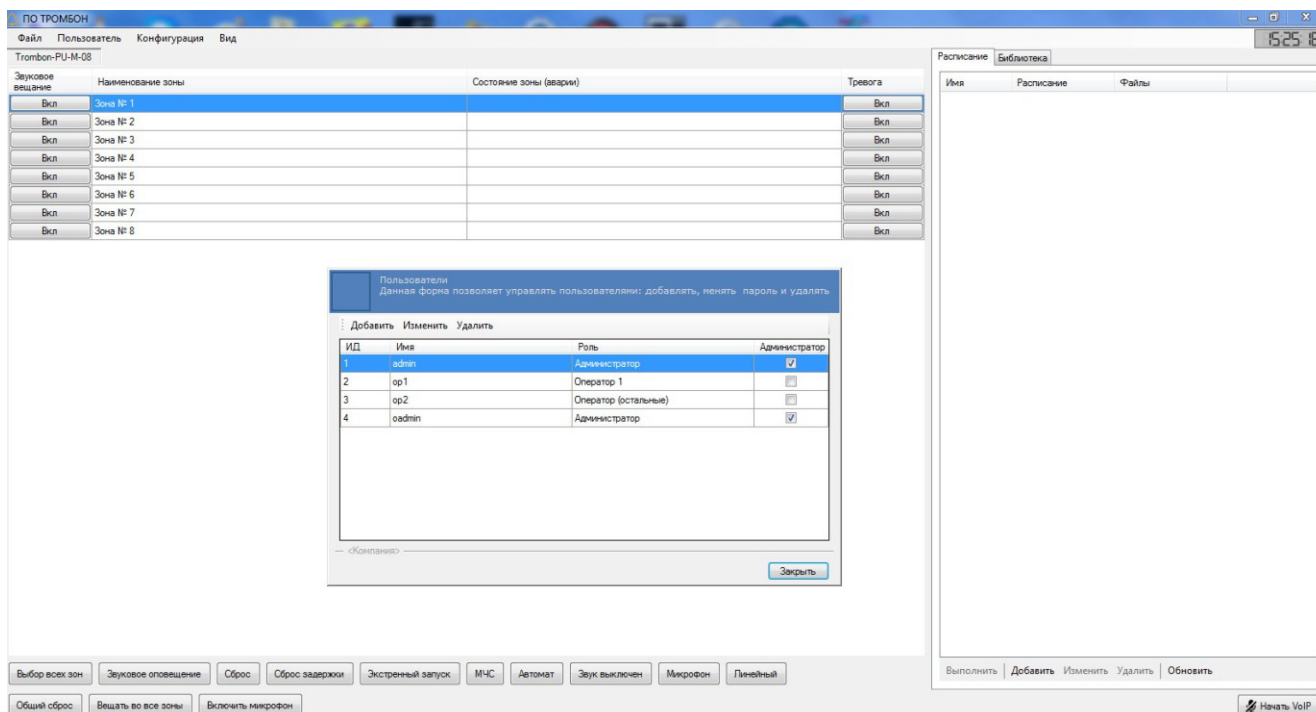 ПО ТРОМБОН
Файл Пользователь Конфигурация Вид
15:25:18
Trombon-PU-M-08
Расписание Библиотека
Звуковое вещание Наименование зоны Состояние зоны (аварии) Тревога
Имя Расписание Файлы
Вкл Зона № 1 Вкл
Вкл Зона № 2 Вкл
Вкл Зона № 3 Вкл
Вкл Зона № 4 Вкл
Вкл Зона № 5 Вкл
Вкл Зона № 6 Вкл
Вкл Зона № 7 Вкл
Вкл Зона № 8 Вкл
Пользователи
Данная форма позволяет управлять пользователями: добавлять, менять пароль и удалять
Добавить Изменить Удалить
ИД Имя Роль Администратор
1 admin Администратор
2 op1 Оператор 1
3 op2 Оператор (остальные)
4 oadmin Администратор
<Компания>
Закрыть
Выбор всех зон Звуковое оповещение Сброс Сброс задержки Экстренный запуск МЧС Автомат Звук выключен Микрофон Линейный
Выполнить Добавить Изменить Удалить Обновить
Общий сброс Вещать во все зоны Включить микрофон
Начать VoIP